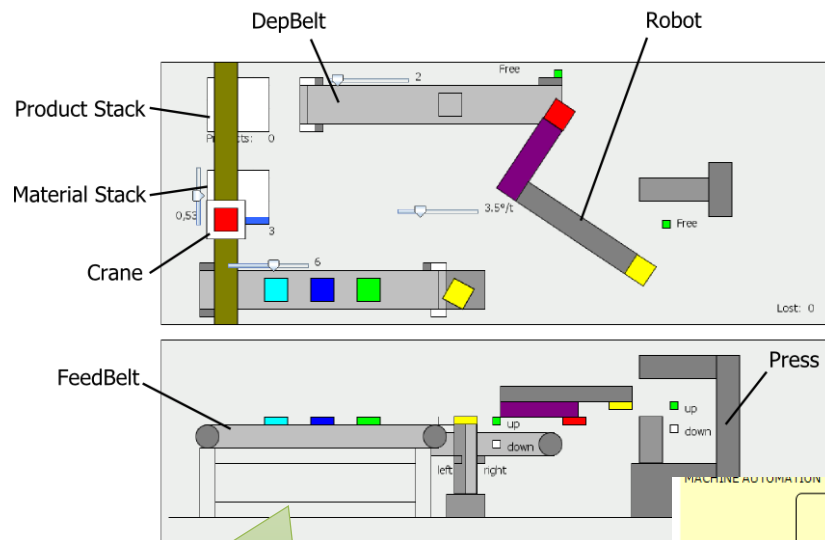 DepBelt
Robot
2
Free
Product Stack
Products: 0
Material Stack
0,53
3
3.5°/t
Free
Crane
6
Lost: 0
FeedBelt
Press
up
down
up
down
left
right
MACHINE AUTOMATION